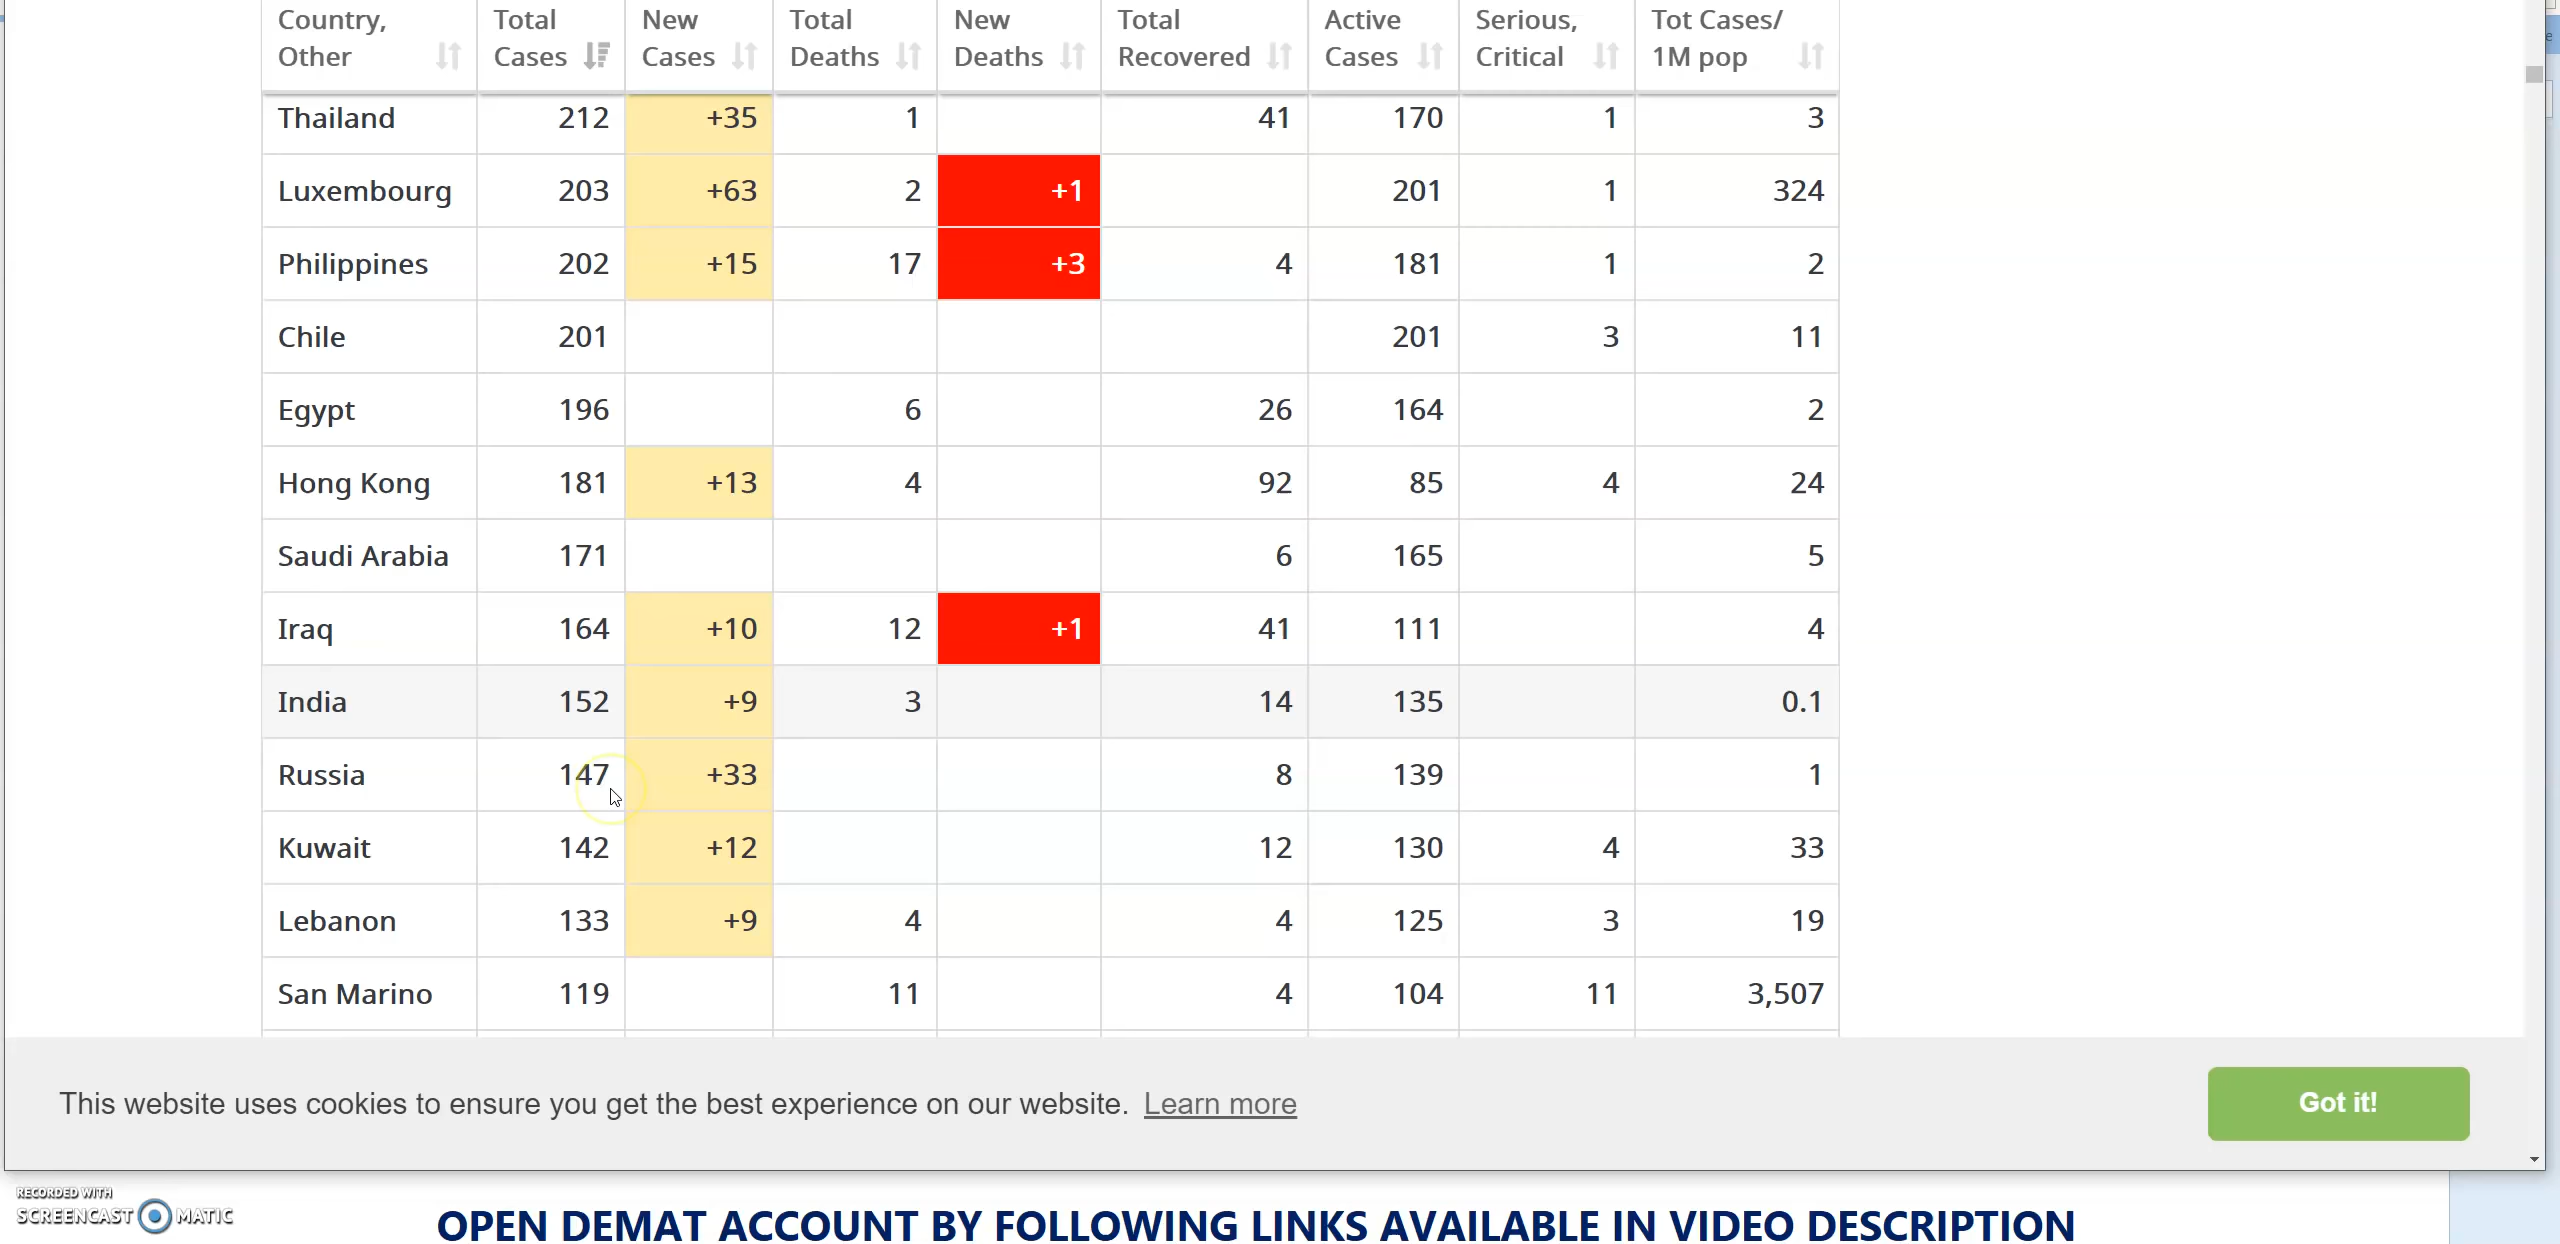 Country, Other Total Cases New Cases Total Deaths New Deaths Total Recovered Active Cases Serious, Critical Tot Cases/ 1M pop
Thailand 212 +35 1 41 170 1 3
Luxembourg 203 +63 2 +1 201 1 324
Philippines 202 +15 17 +3 4 181 1 2
Chile 201 201 3 11
Egypt 196 6 26 164 2
Hong Kong 181 +13 4 92 85 4 24
Saudi Arabia 171 6 165 5
Iraq 164 +10 12 +1 41 111 4
India 152 +9 3 14 135 0.1
Russia 147 +33 8 139 1
Kuwait 142 +12 12 130 4 33
Lebanon 133 +9 4 4 125 3 19
San Marino 119 11 4 104 11 3,507
This website uses cookies to ensure you get the best experience on our website. Learn more
Got it!
RECORDED WITH
SCREENCAST MATIC
OPEN DEMAT ACCOUNT BY FOLLOWING LINKS AVAILABLE IN VIDEO DESCRIPTION